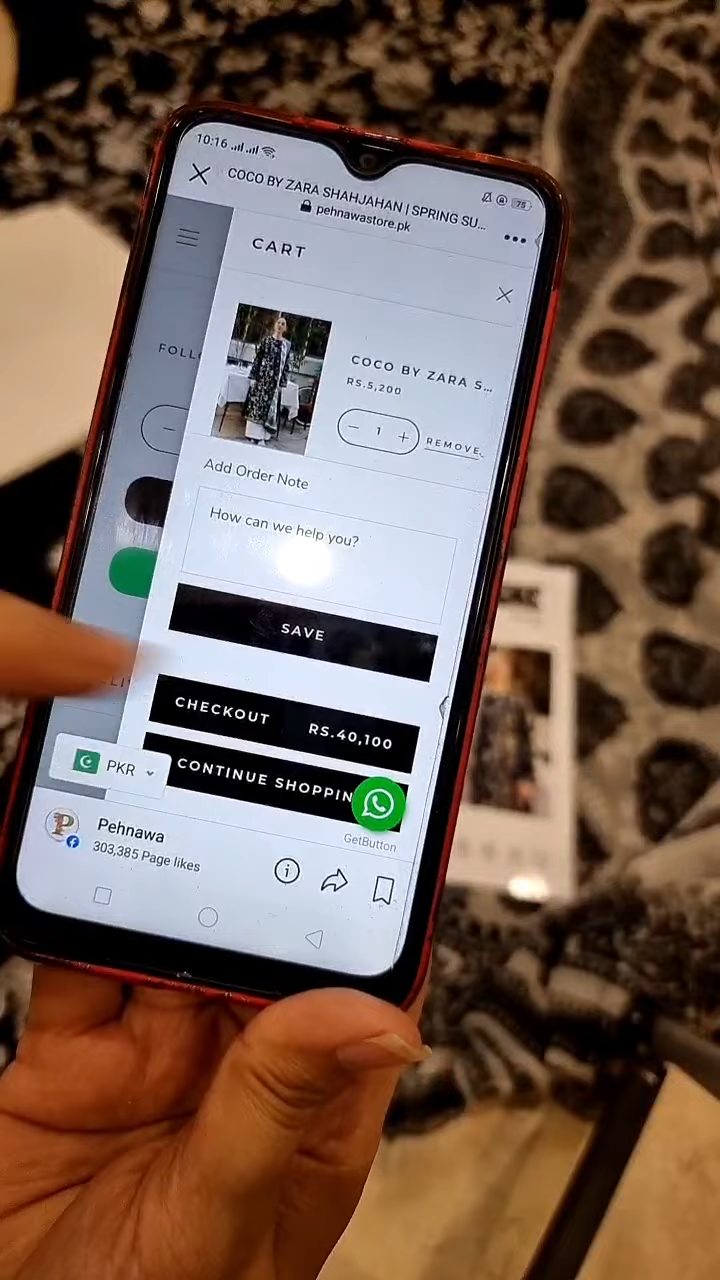 10:16
75
COCO BY ZARA SHAHJAHAN | SPRING SU...
pehnawastore.pk
CART
FOLL
COCO BY ZARA S...
RS.5,200
− 1 +
REMOVE
Add Order Note
How can we help you?
SAVE
CHECKOUT RS.40,100
PKR
CONTINUE SHOPPIN
GetButton
Pehnawa
303,385 Page likes